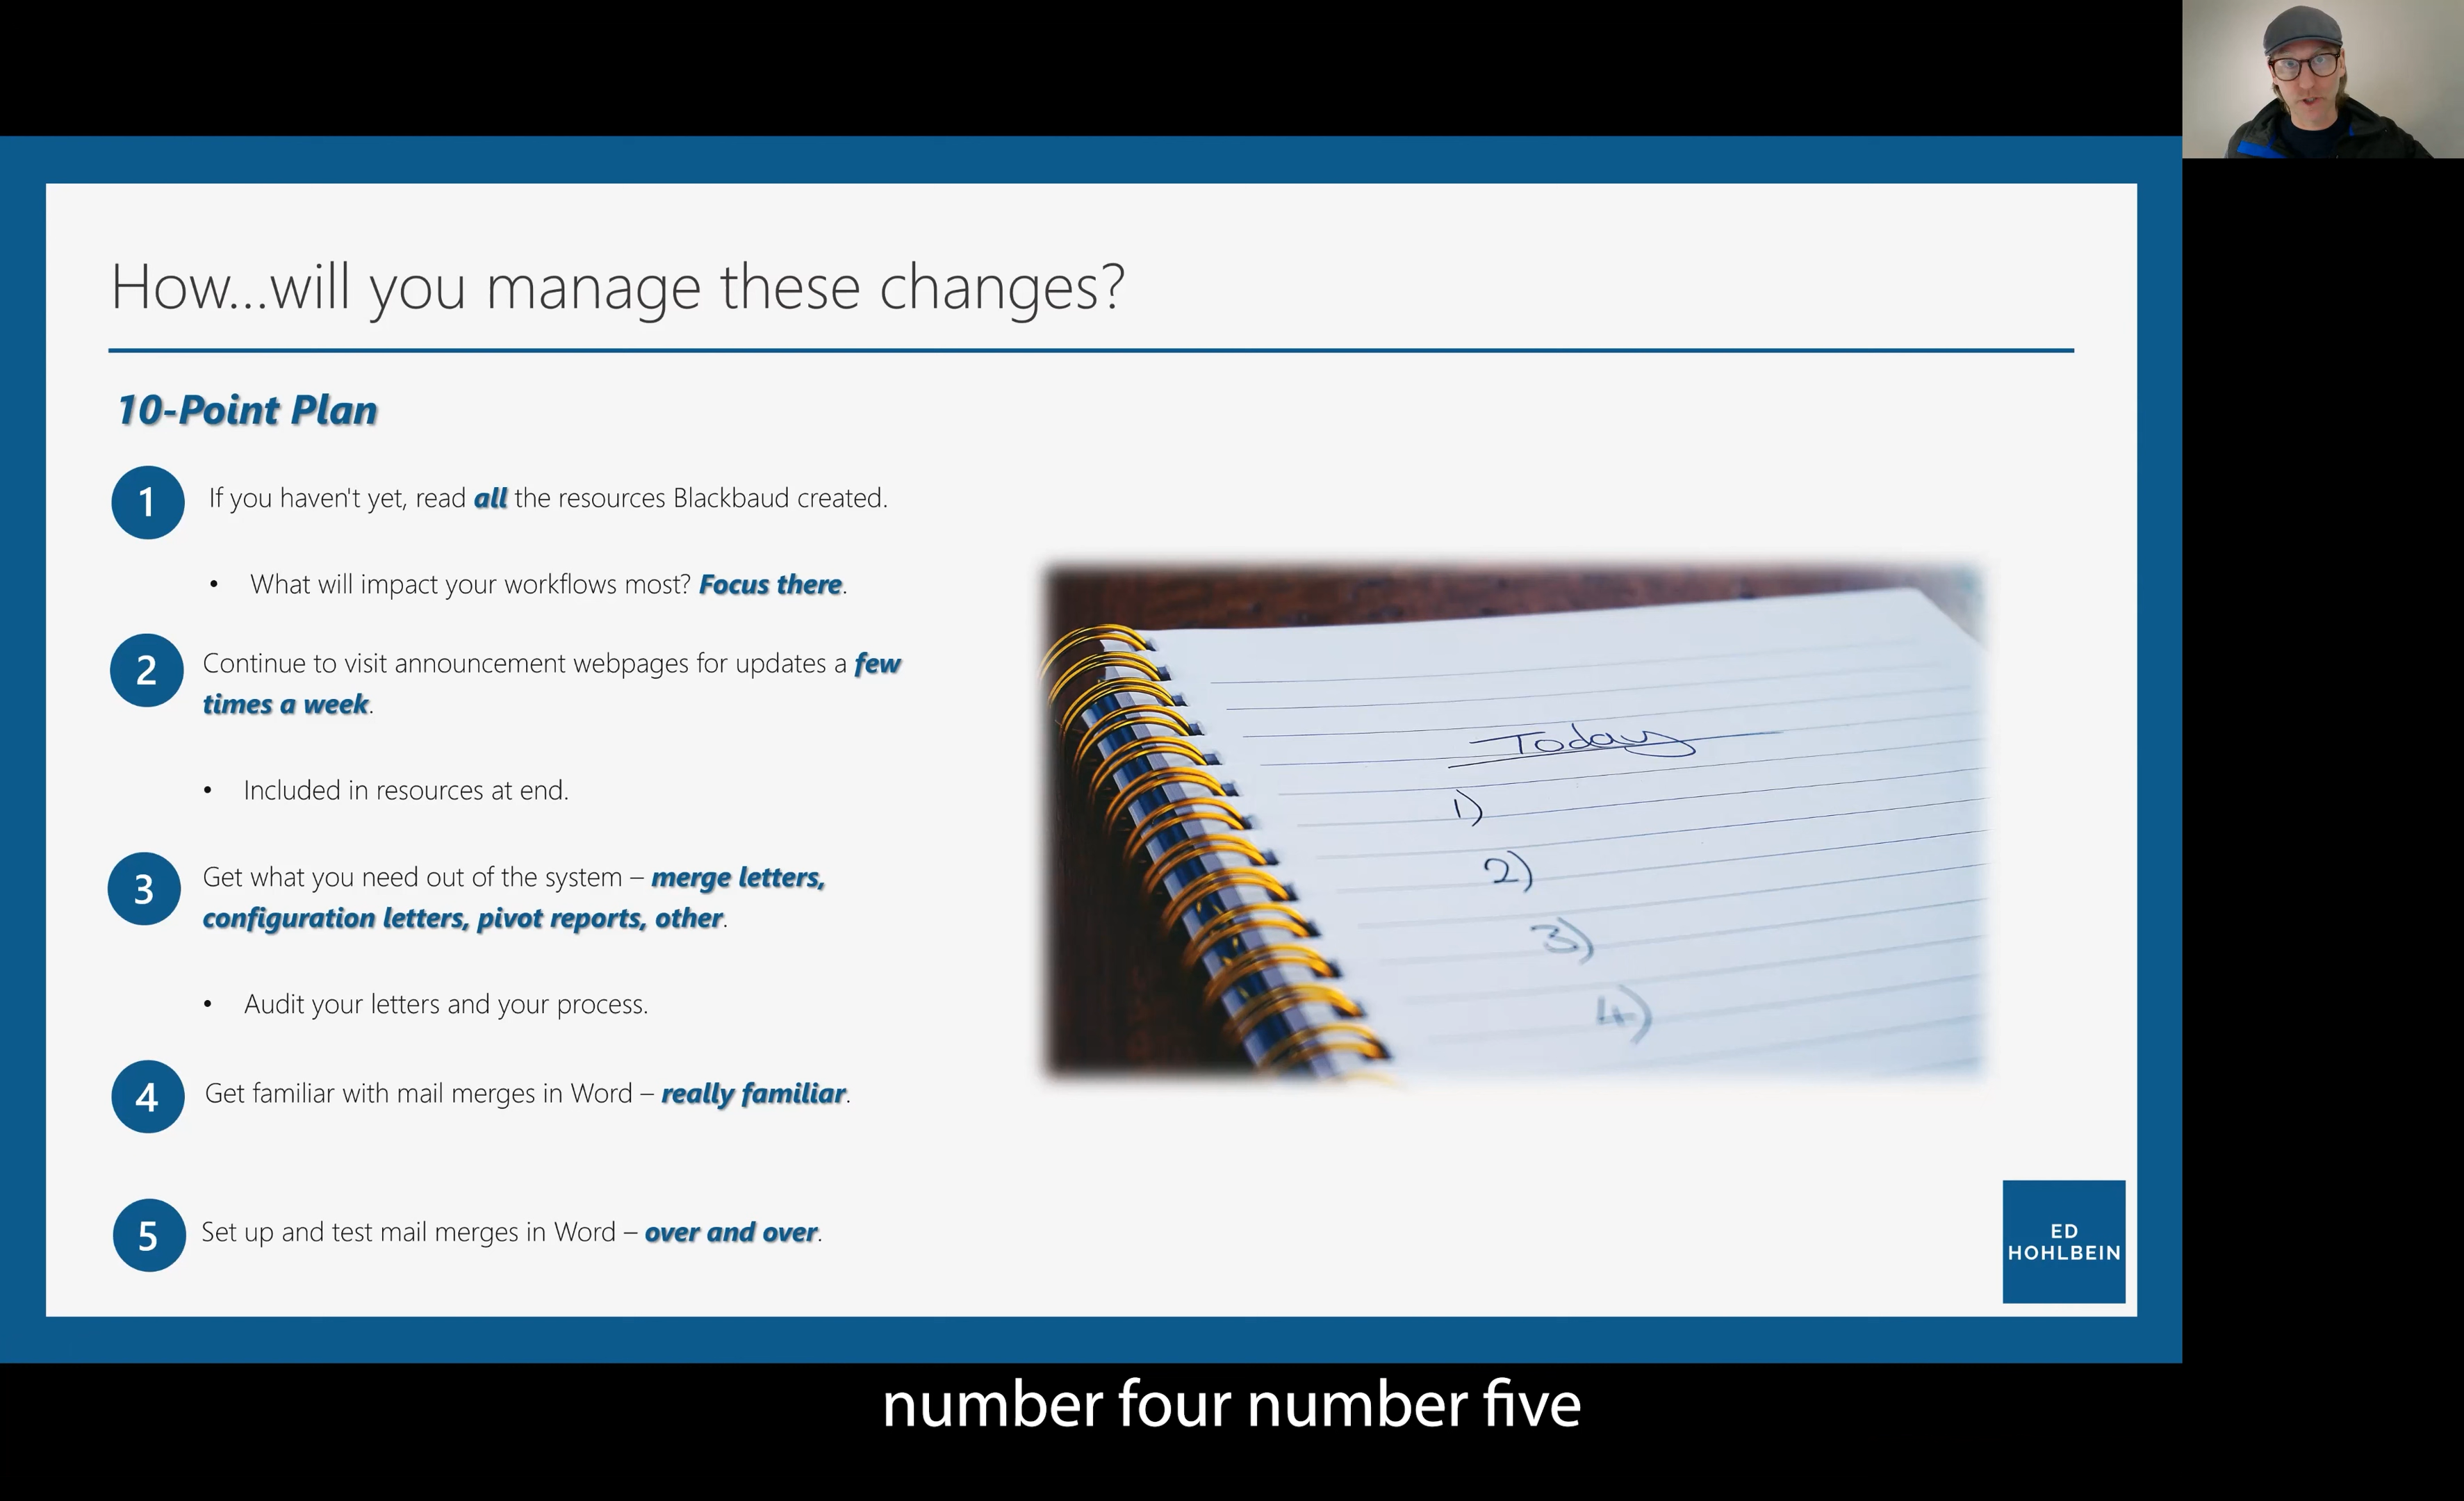 How...will you manage these changes?
10-Point Plan
1 If you haven't yet, read all the resources Blackbaud created.
• What will impact your workflows most? Focus there.
2 Continue to visit announcement webpages for updates a few
times a week.
• Included in resources at end.
3 Get what you need out of the system – merge letters,
configuration letters, pivot reports, other.
• Audit your letters and your process.
4 Get familiar with mail merges in Word – really familiar.
5 Set up and test mail merges in Word – over and over.
Today
1)
2)
3)
4)
ED
HOHLBEIN
number four number five